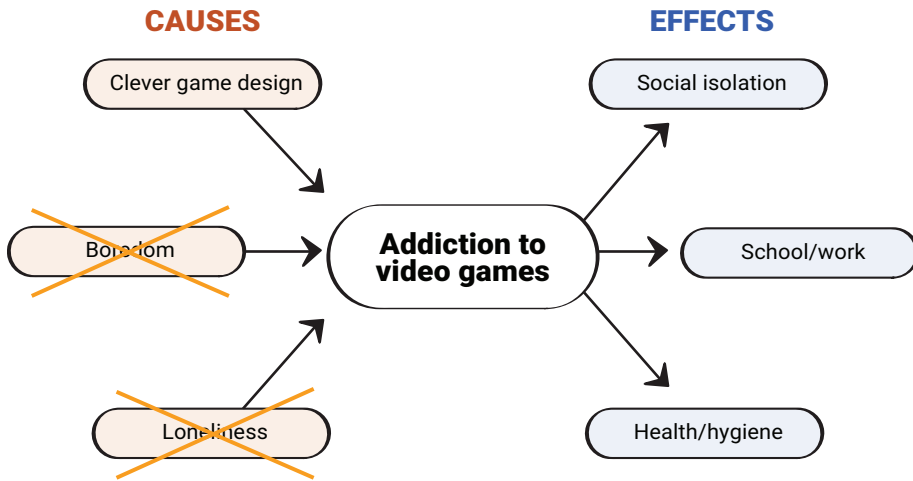 CAUSES
EFFECTS
Clever game design
Social isolation
Boredom
Addiction to
video games
School/work
Loneliness
Health/hygiene